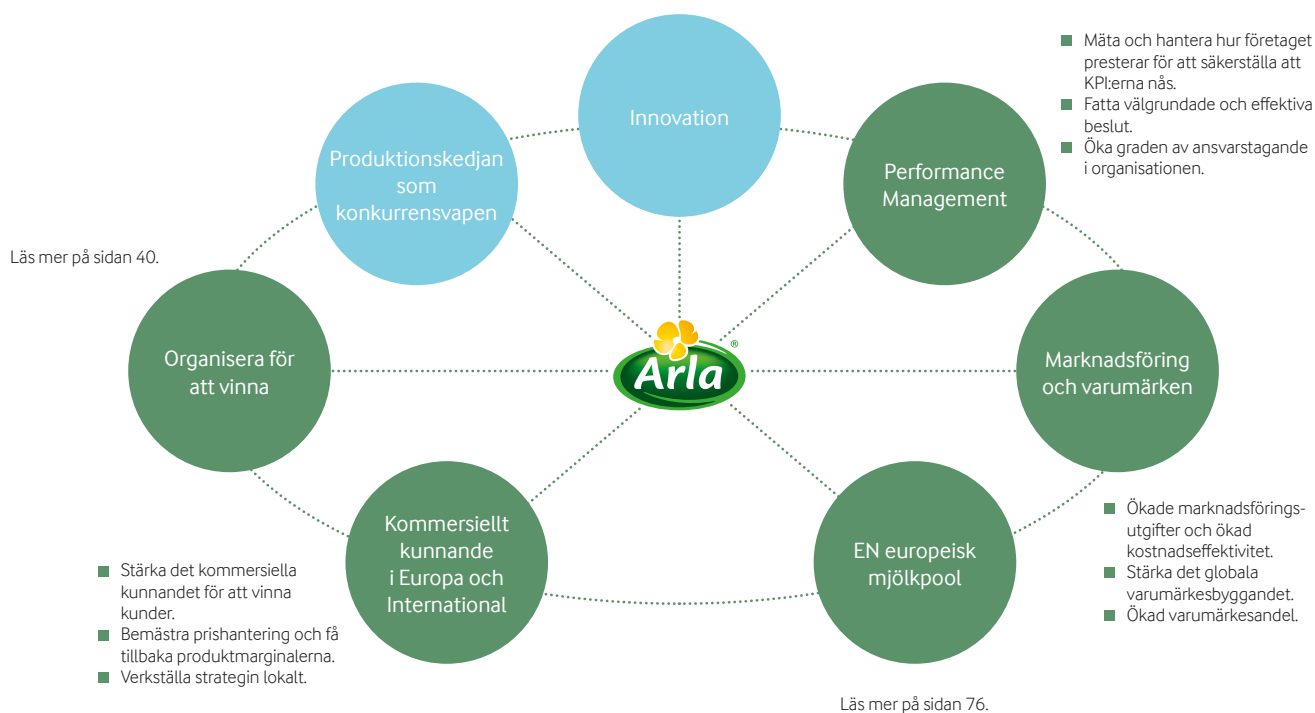 Innovation
Mäta och hantera hur företaget
presterar för att säkerställa att
KPI:erna nås.
Fatta välgrundade och effektiva
beslut.
Öka graden av ansvarstagande
i organisationen.
Produktionskedjan
som
konkurrensvapen
Performance
Management
Läs mer på sidan 40.
Organisera för
att vinna
Arla®
Marknadsföring
och varumärken
Kommersiellt
kunnande
i Europa och
International
EN europeisk
mjölkpool
Ökade marknadsförings-
utgifter och ökad
kostnadseffektivitet.
Stärka det globala
varumärkesbyggandet.
Ökad varumärkesandel.
Stärka det kommersiella
kunnandet för att vinna
kunder.
Bemästra prishantering och få
tillbaka produktmarginalerna.
Verkställa strategin lokalt.
Läs mer på sidan 76.